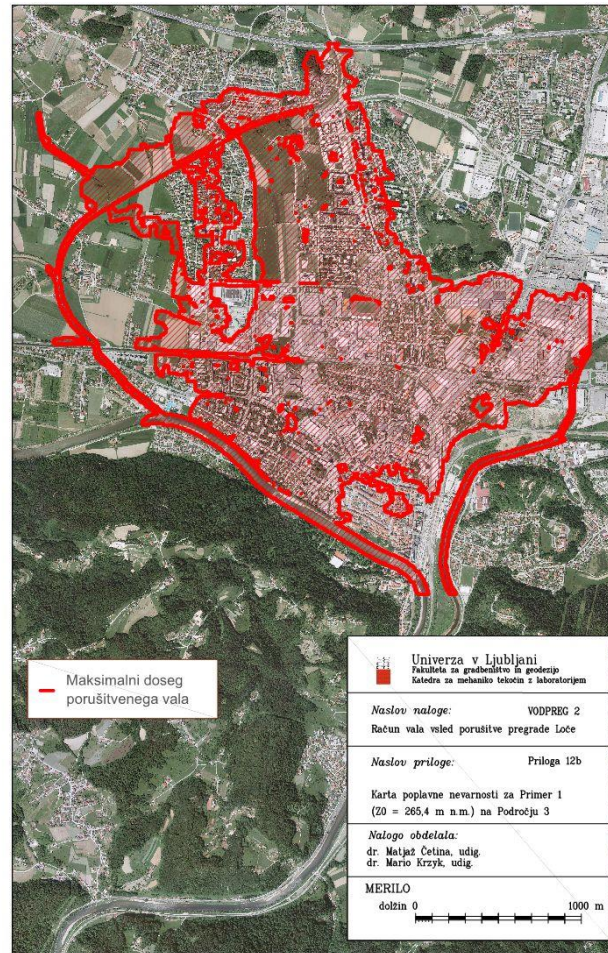 Maksimalni doseg
porušitvenega vala
Univerza v Ljubljani
Fakulteta za gradbeništvo in geodezijo
Katedra za mehaniko tekočin z laboratorijem
Naslov naloge: VODPREG 2
Račun vala vsled porušitve pregrade Loče
Naslov priloge: Priloga 12b
Karta poplavne nevarnosti za Primer 1
(Z0 = 265,4 m n.m.) na Področju 3
Nalogo obdelala:
dr. Matjaž Četina, udig.
dr. Mario Krzyk, udig.
MERILO
dolžin 0 1000 m